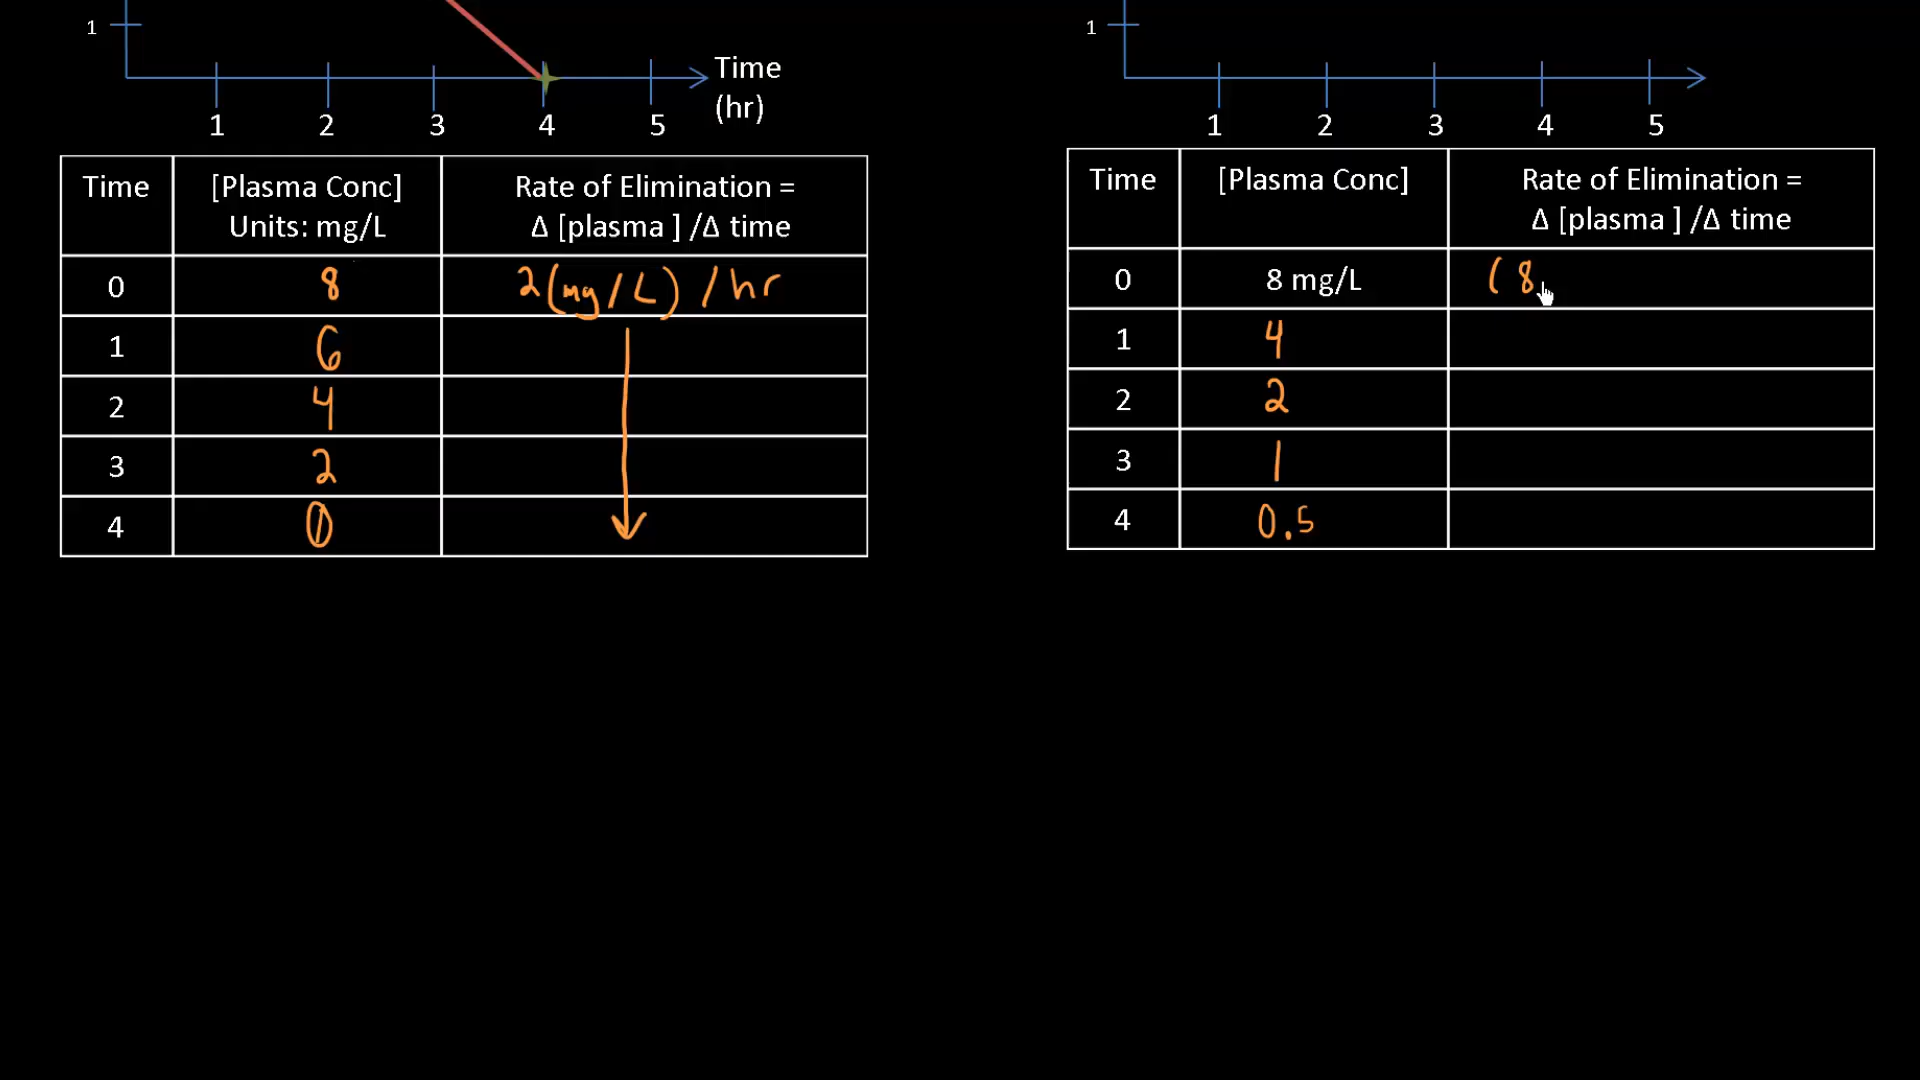 1
Time
(hr)
1 2 3 4 5
Time [Plasma Conc] Rate of Elimination =
Units: mg/L Δ [plasma ] /Δ time
0 8 2(mg/L) /hr
1 6
2 4
3 2
4 0
1
1 2 3 4 5
Time [Plasma Conc] Rate of Elimination =
Δ [plasma ] /Δ time
0 8 mg/L (8
1 4
2 2
3 1
4 0.5